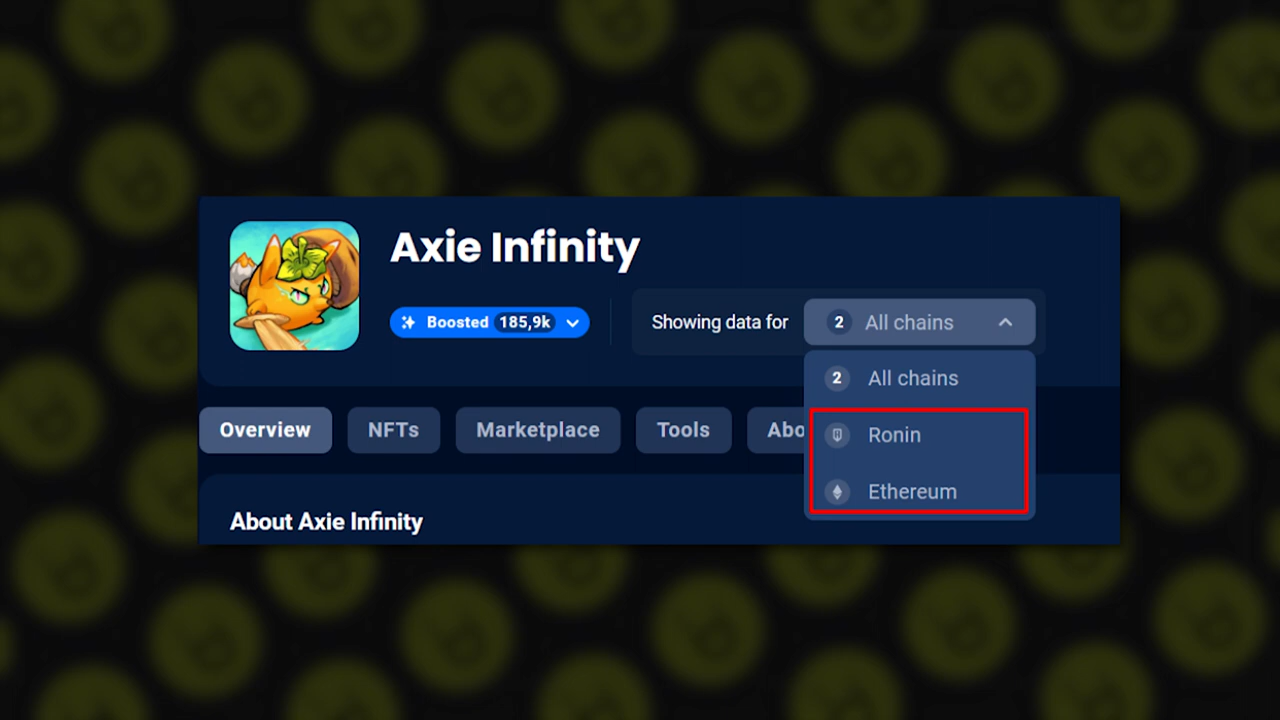 Axie Infinity
Boosted 185,9k
Showing data for
2 All chains
2 All chains
Ronin
Ethereum
Overview
NFTs
Marketplace
Tools
Abo
About Axie Infinity